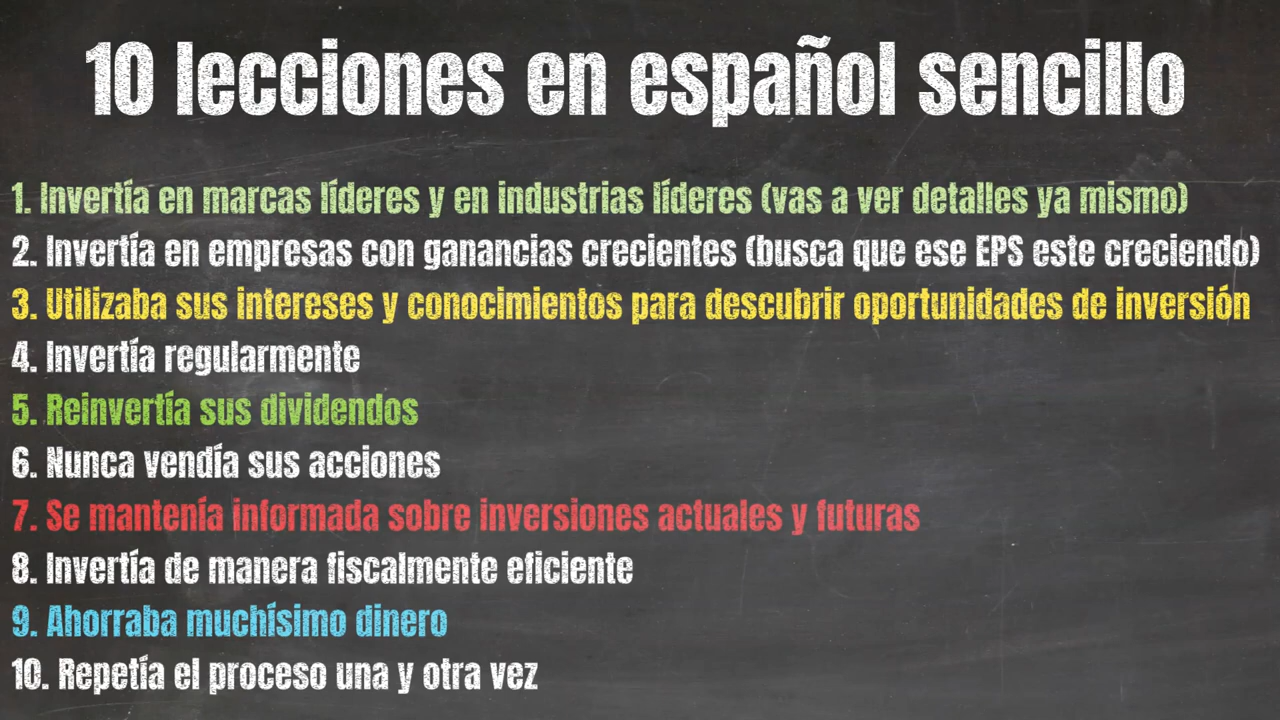 10 lecciones en español sencillo
1. Invertía en marcas líderes y en industrias líderes (vas a ver detalles ya mismo)
2. Invertía en empresas con ganancias crecientes (busca que ese EPS este creciendo)
3. Utilizaba sus intereses y conocimientos para descubrir oportunidades de inversión
4. Invertía regularmente
5. Reinvertía sus dividendos
6. Nunca vendía sus acciones
7. Se mantenía informada sobre inversiones actuales y futuras
8. Invertía de manera fiscalmente eficiente
9. Ahorraba muchísimo dinero
10. Repetía el proceso una y otra vez